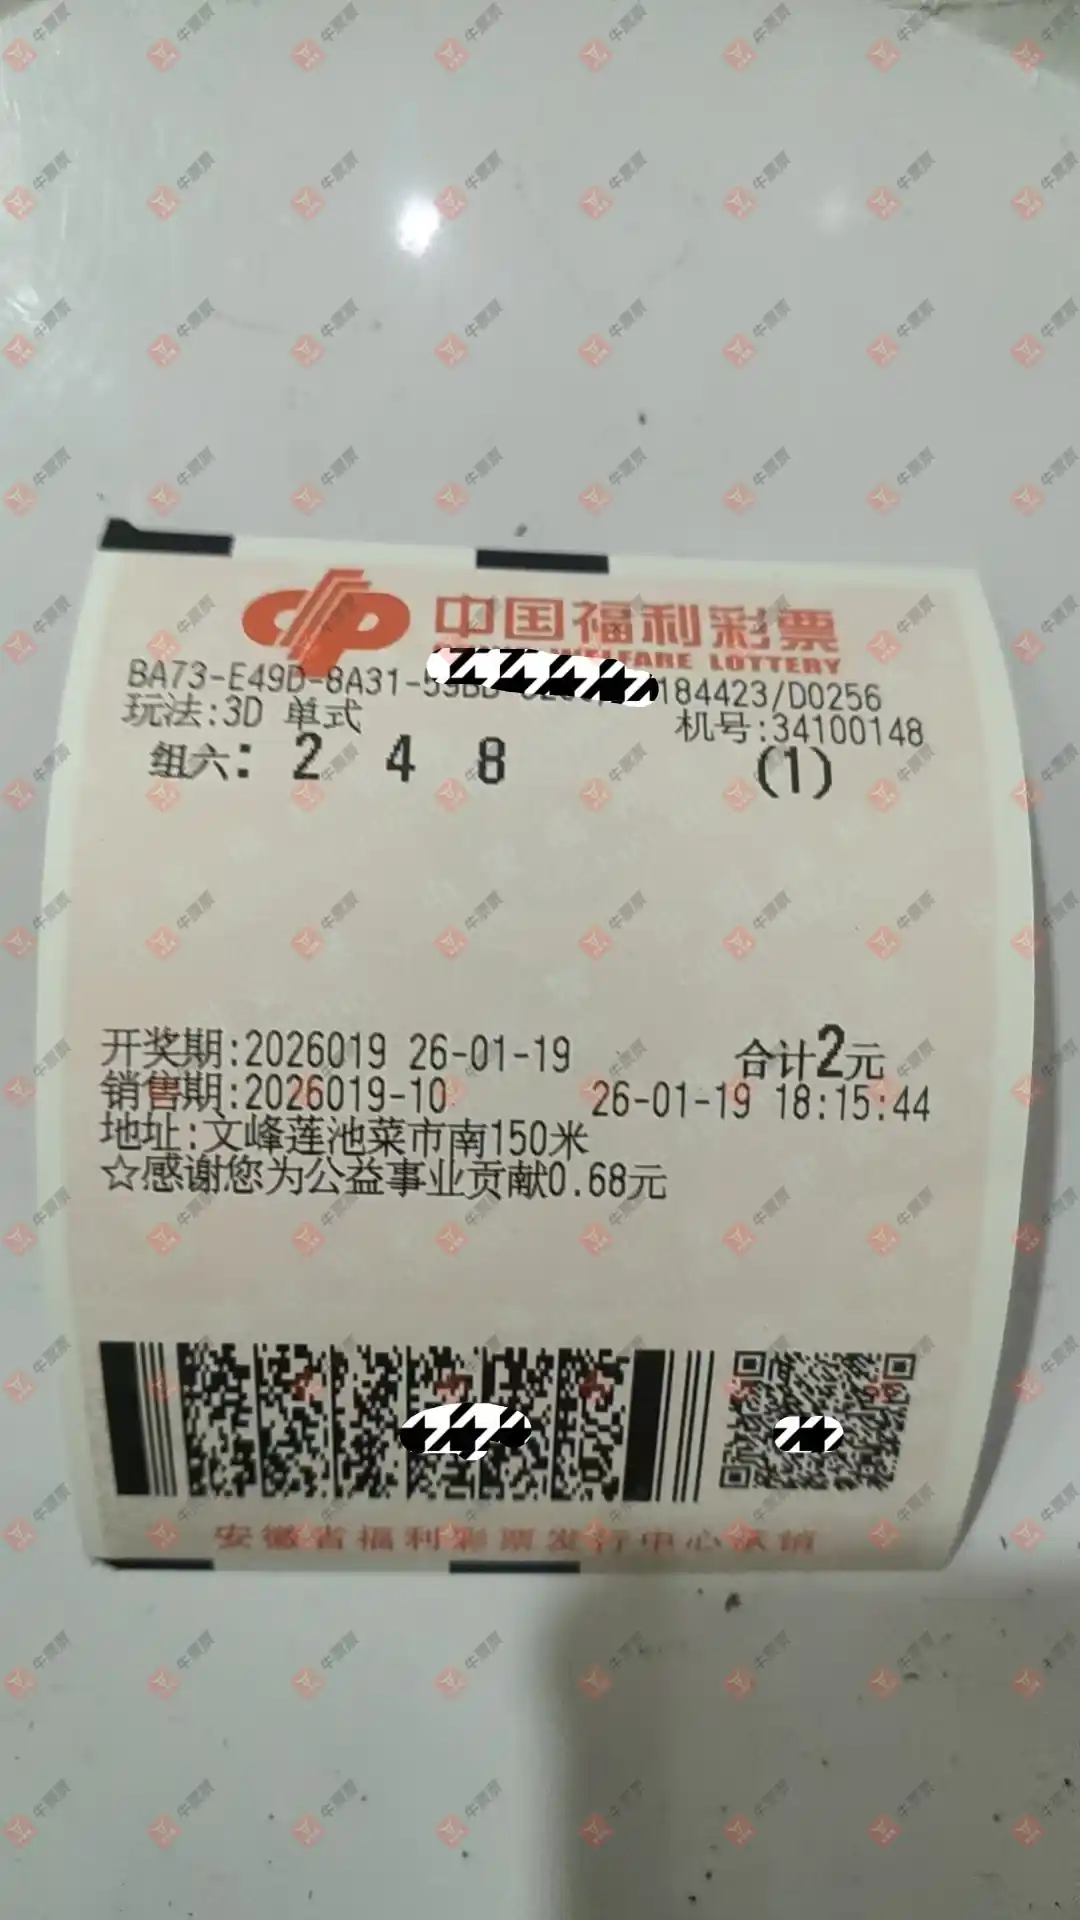 中国福利彩票
WELFARE LOTTERY
BA73-E49D-8A31- 184423/D0256
玩法:3D 单式 机号:34100148
组六: 2 4 8 (1)
开奖期:2026019 26-01-19 合计2元
销售期:2026019-10 26-01-19 18:15:44
地址:文峰莲池菜市南150米
☆感谢您为公益事业贡献0.68元
安徽省福利彩票发行中心承销
牛票票